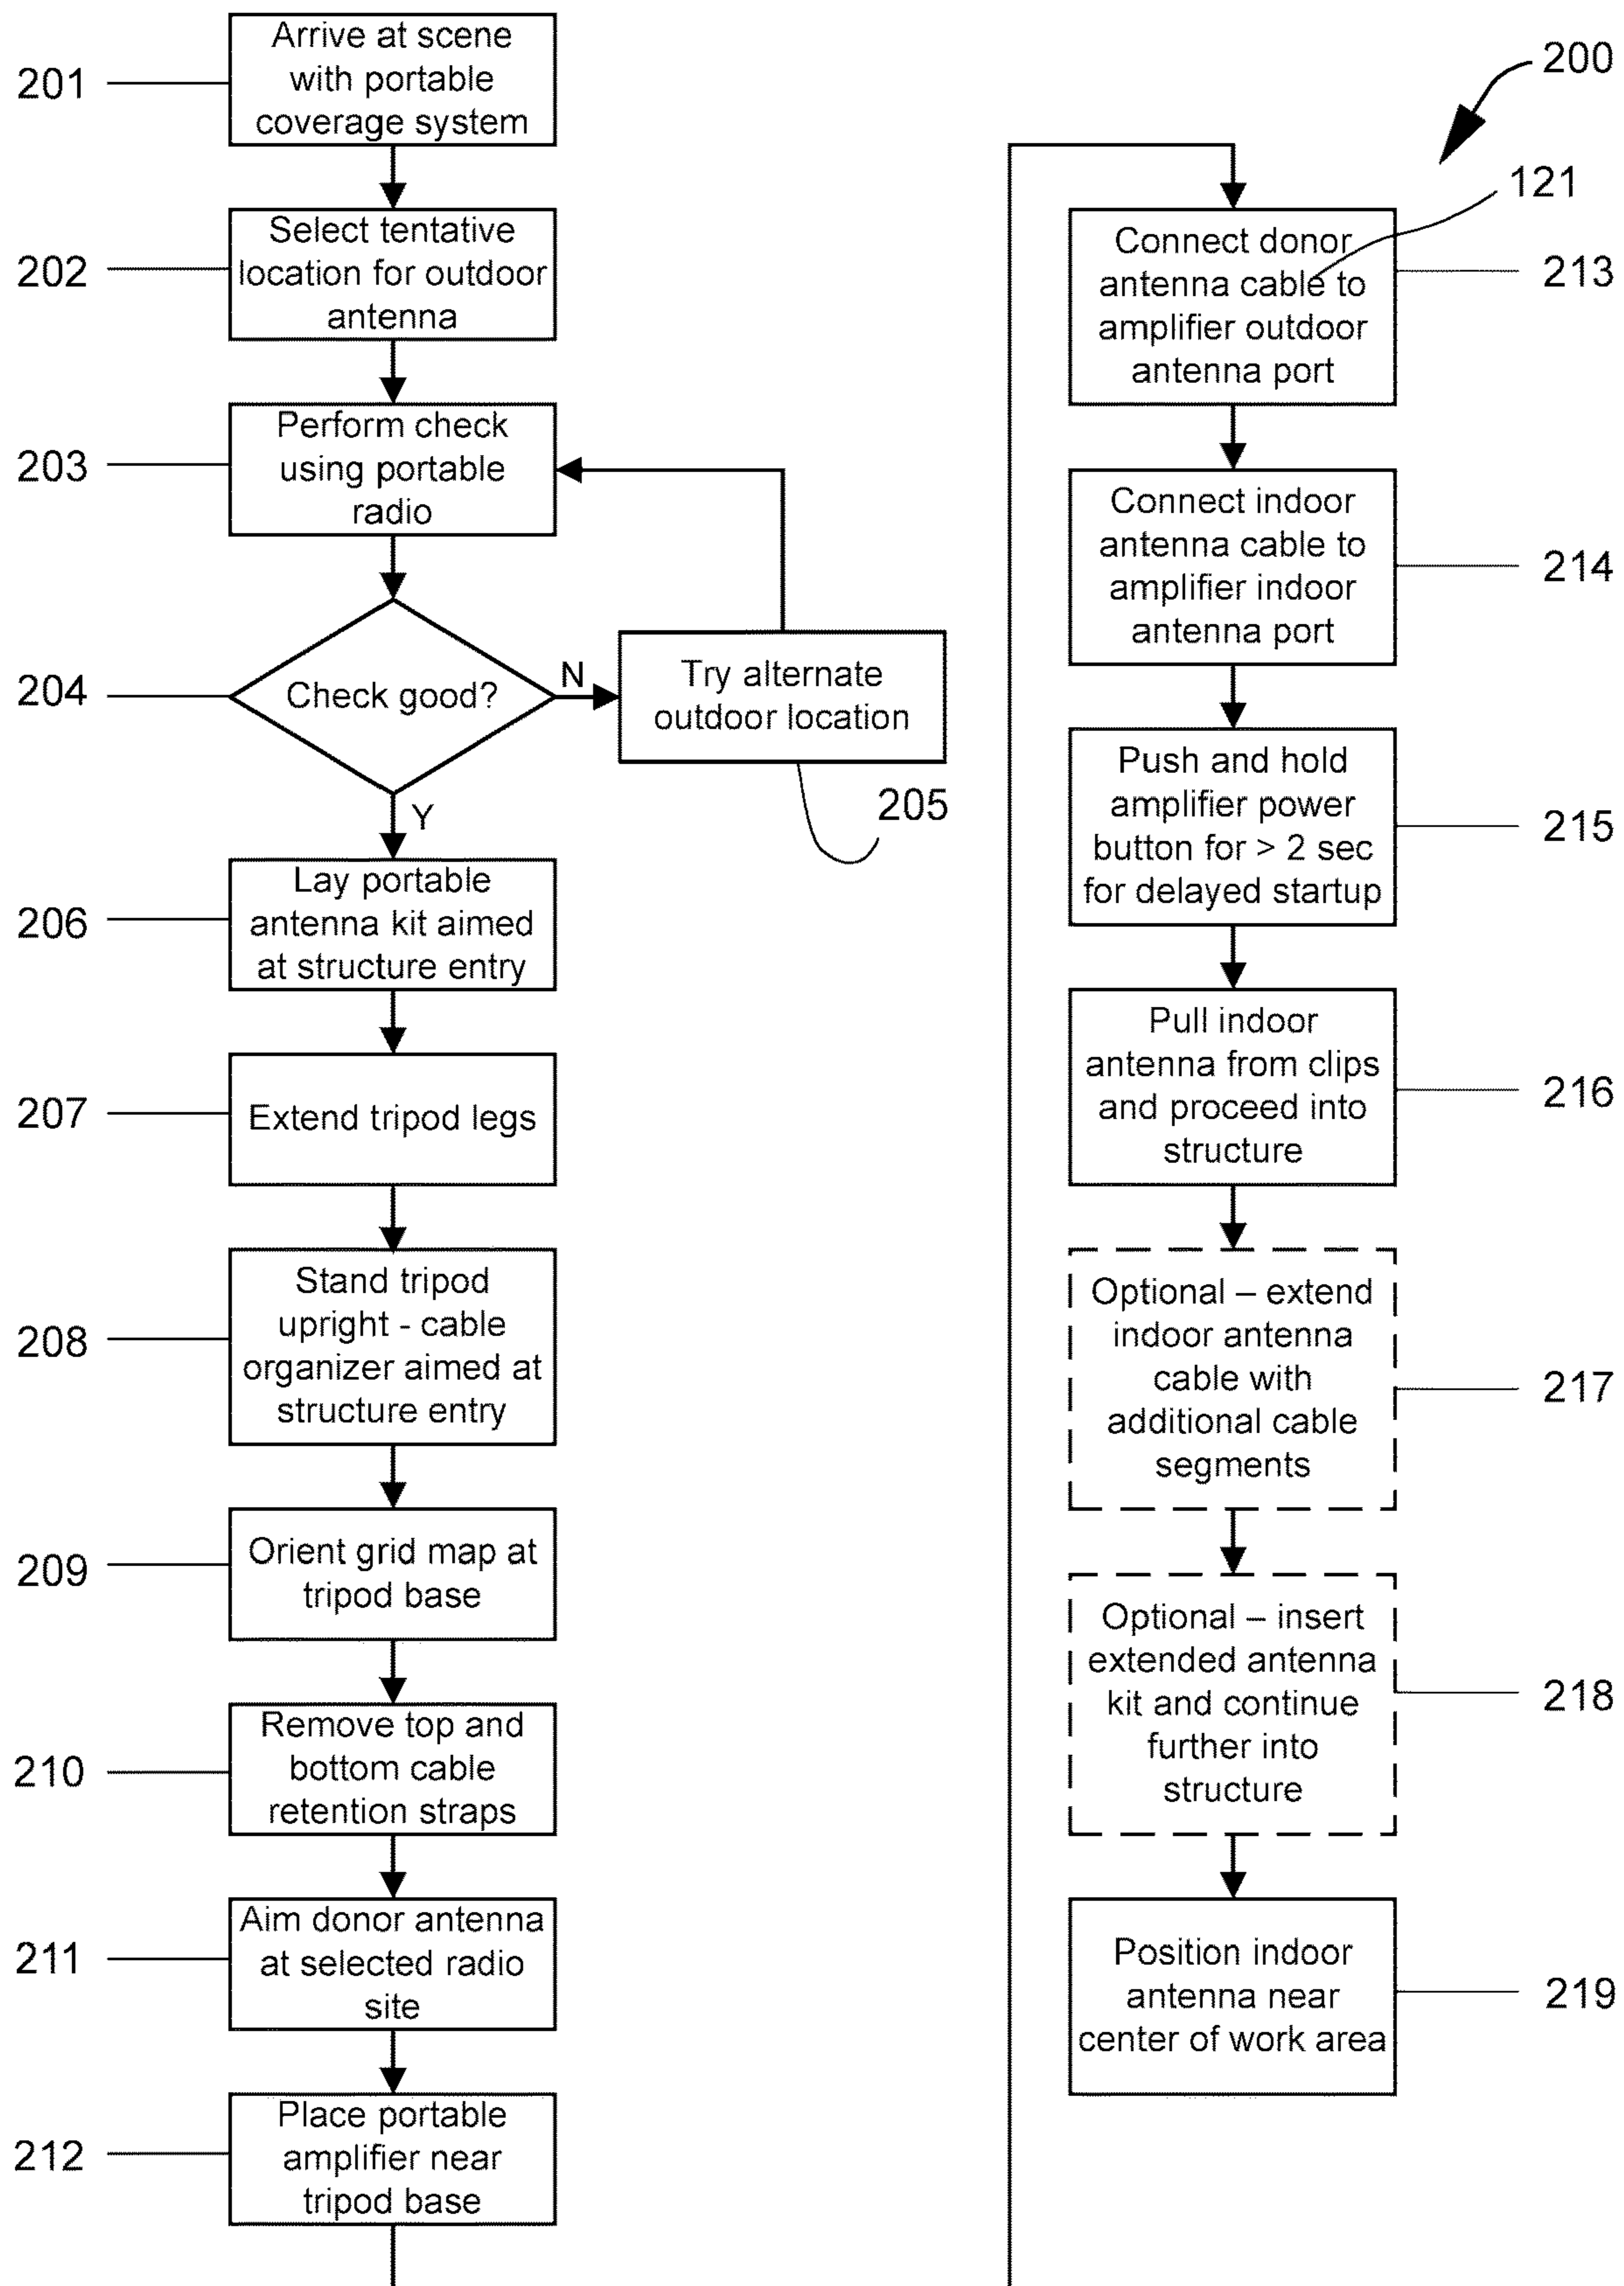 201
Arrive at scene
with portable
coverage system
202
Select tentative
location for outdoor
antenna
203
Perform check
using portable
radio
204
Check good?
N
Y
Try alternate
outdoor location
205
206
Lay portable
antenna kit aimed
at structure entry
207
Extend tripod legs
208
Stand tripod
upright - cable
organizer aimed at
structure entry
209
Orient grid map at
tripod base
210
Remove top and
bottom cable
retention straps
211
Aim donor antenna
at selected radio
site
212
Place portable
amplifier near
tripod base
200
121
Connect donor
antenna cable to
amplifier outdoor
antenna port
213
Connect indoor
antenna cable to
amplifier indoor
antenna port
214
Push and hold
amplifier power
button for > 2 sec
for delayed startup
215
Pull indoor
antenna from clips
and proceed into
structure
216
Optional – extend
indoor antenna
cable with
additional cable
segments
217
Optional – insert
extended antenna
kit and continue
further into
structure
218
Position indoor
antenna near
center of work area
219